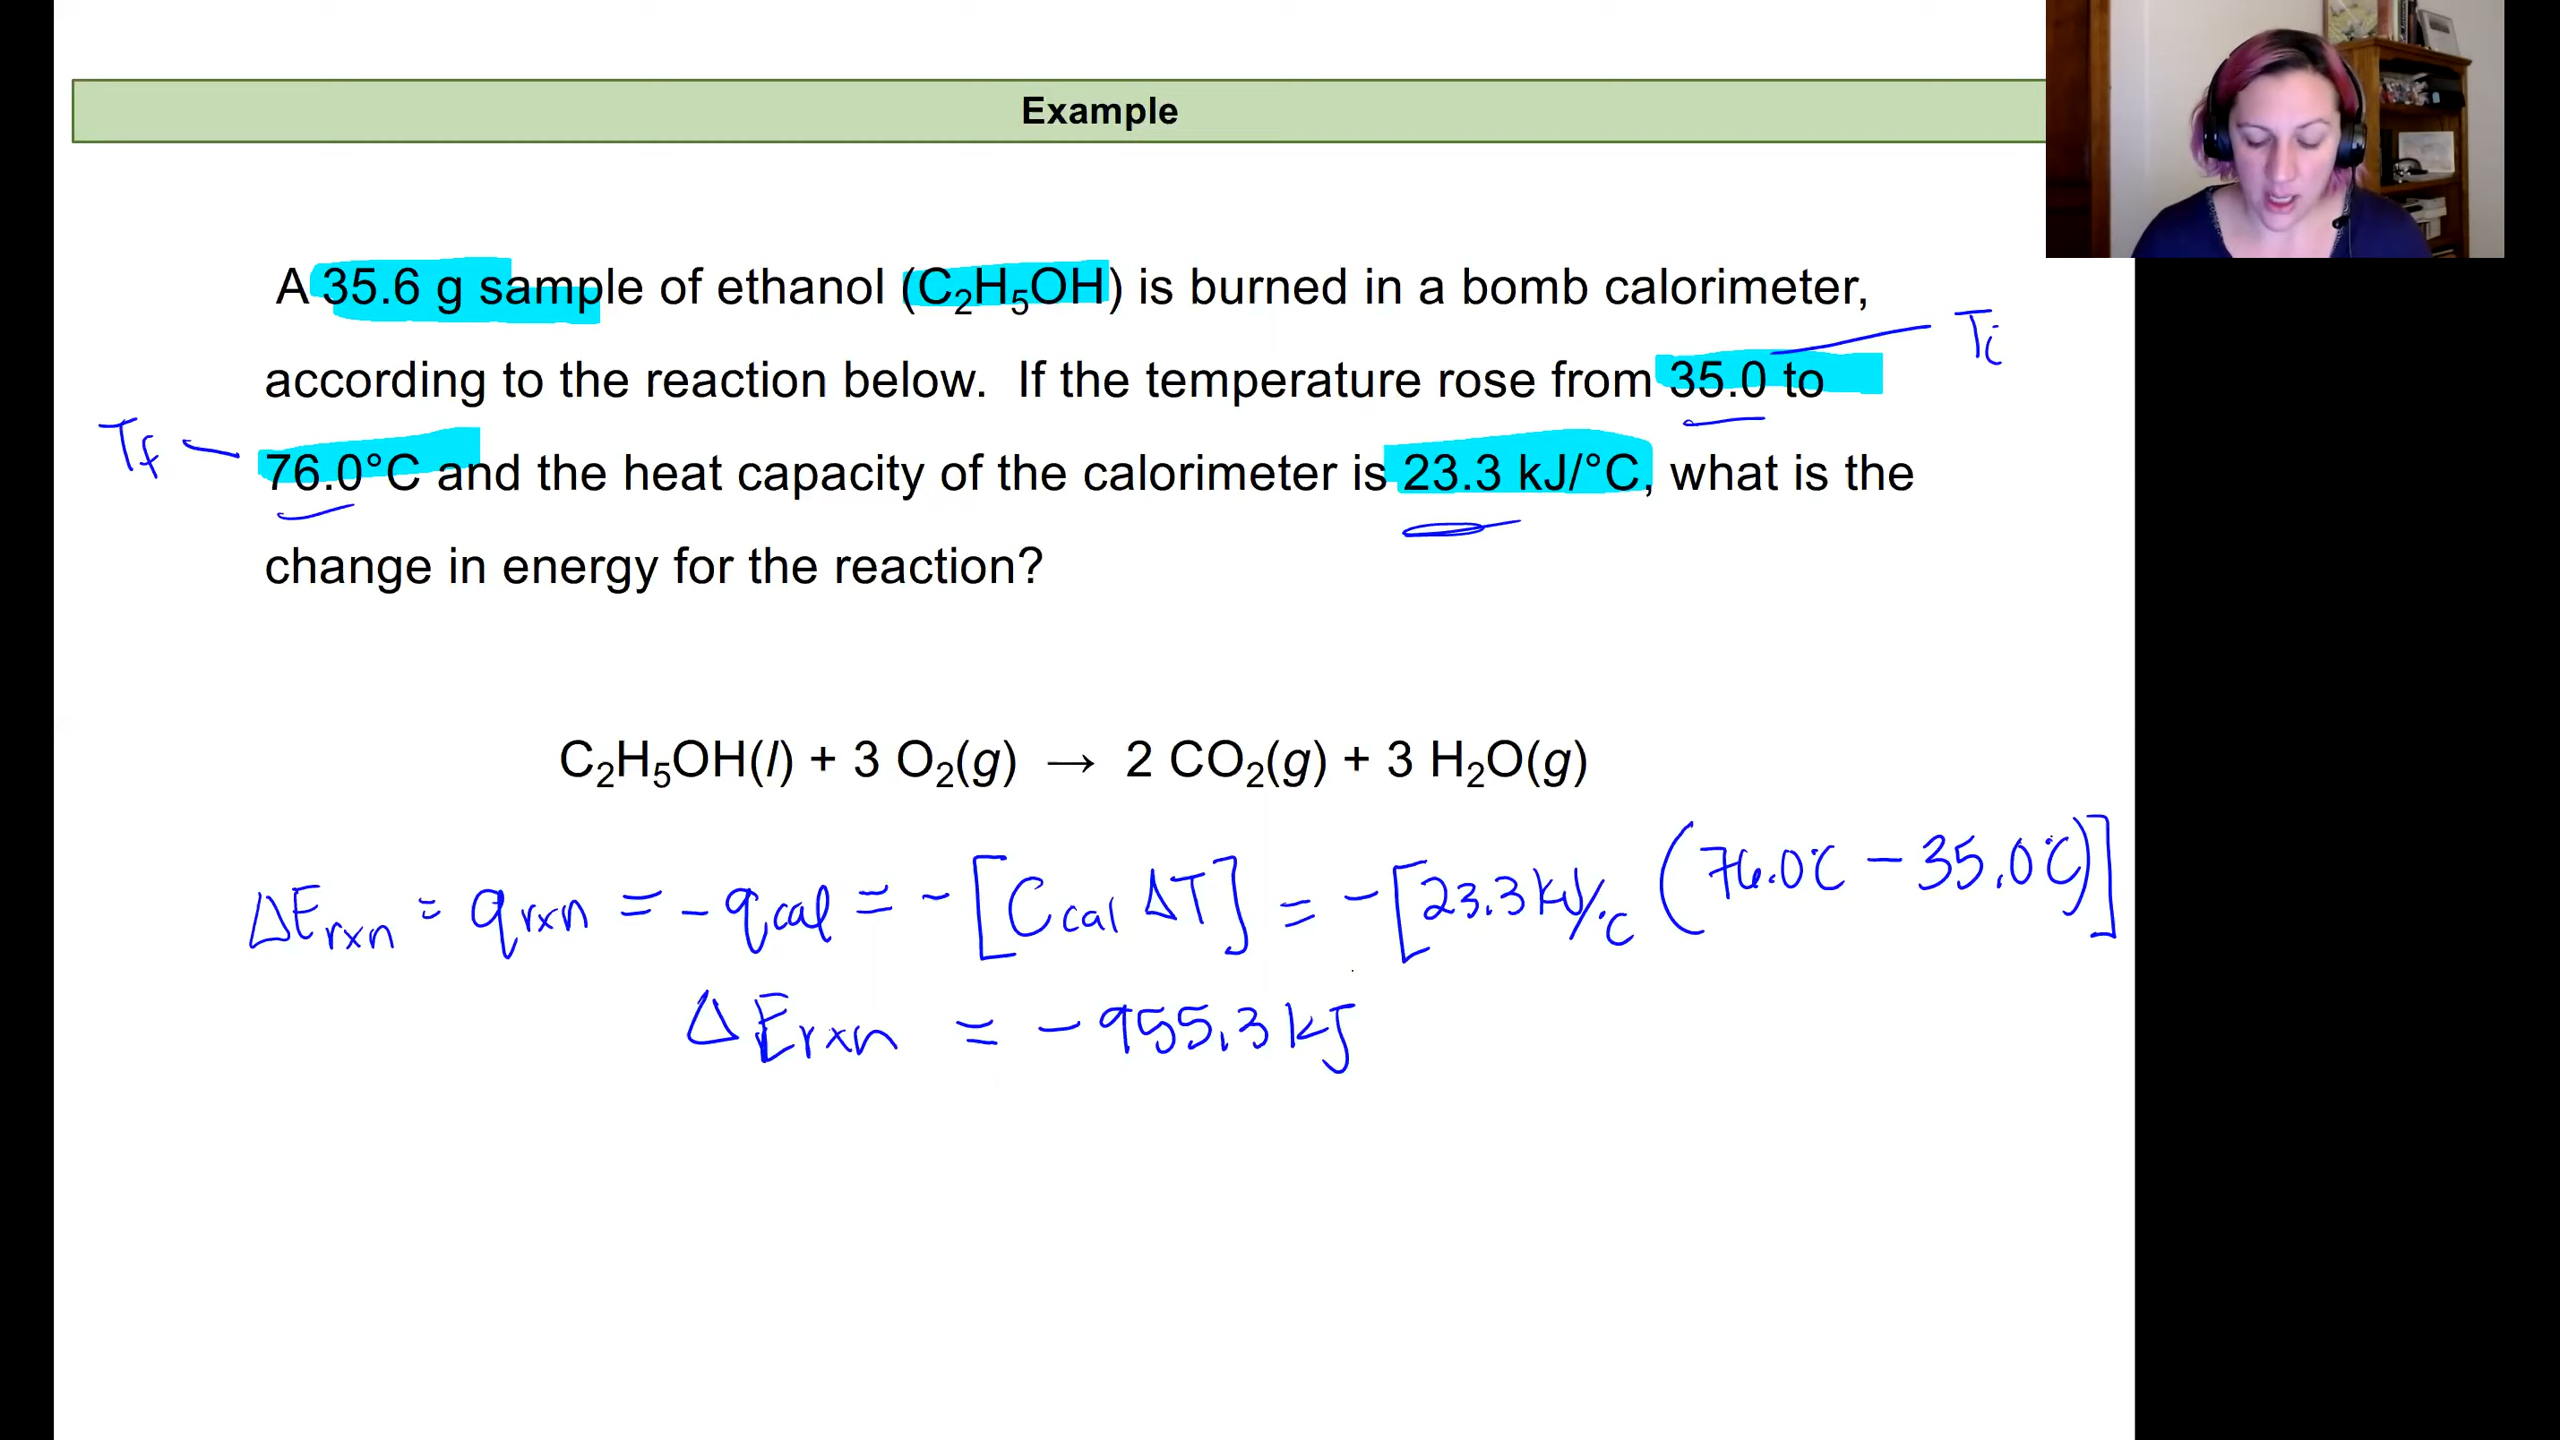 Example
A 35.6 g sample of ethanol (C₂H₅OH) is burned in a bomb calorimeter,
Ti
according to the reaction below. If the temperature rose from 35.0 to
Tf
76.0°C and the heat capacity of the calorimeter is 23.3 kJ/°C, what is the
change in energy for the reaction?
C₂H₅OH(l) + 3 O₂(g) → 2 CO₂(g) + 3 H₂O(g)
ΔErxn = qrxn = -qcal = -[Ccal ΔT] = -[23.3 kJ/°C (76.0°C - 35.0°C)]
ΔErxn = -955.3 kJ